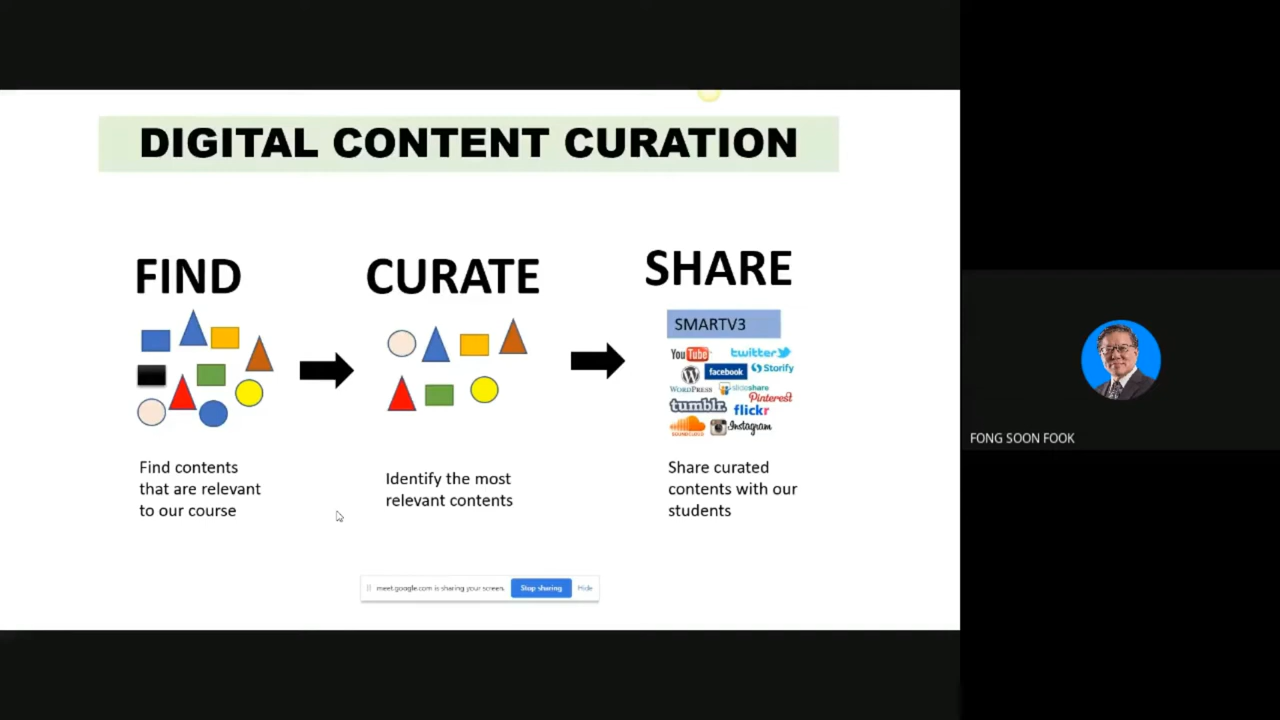 DIGITAL CONTENT CURATION
FIND
CURATE
SHARE
SMARTV3
YouTube
twitter
WORDPRESS
facebook
Storify
slideshare
Pinterest
tumblr.
flickr
SOUNDCLOUD
Instagram
Find contents
that are relevant
to our course
Identify the most
relevant contents
Share curated
contents with our
students
meet.google.com is sharing your screen.
Stop sharing
Hide
FONG SOON FOOK